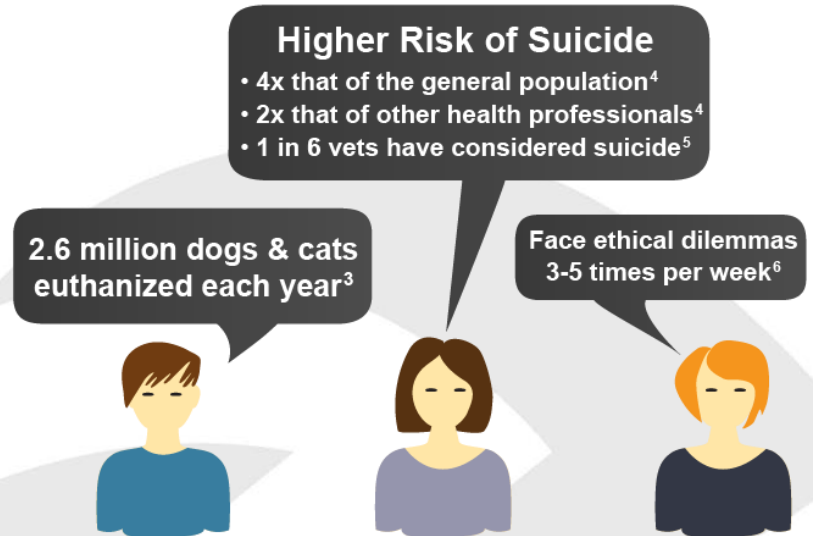 Higher Risk of Suicide
• 4x that of the general population⁴
• 2x that of other health professionals⁴
• 1 in 6 vets have considered suicide⁵
2.6 million dogs & cats
euthanized each year³
Face ethical dilemmas
3-5 times per week⁶